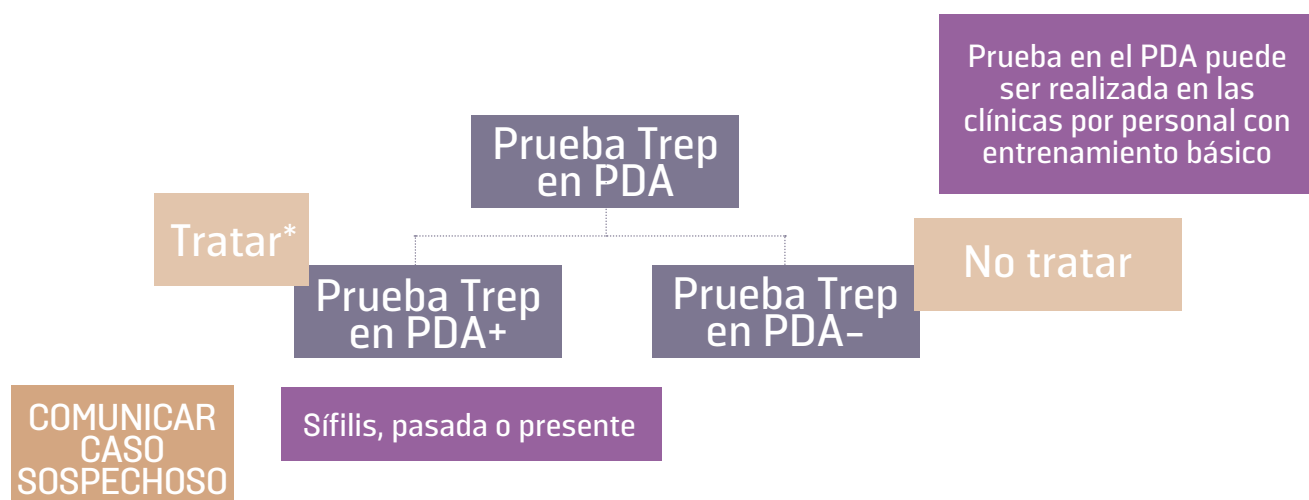 Prueba en el PDA puede
ser realizada en las
clínicas por personal con
entrenamiento básico
Prueba Trep
en PDA
Tratar*
No tratar
Prueba Trep
en PDA+
Prueba Trep
en PDA–
COMUNICAR
CASO
SOSPECHOSO
Sífilis, pasada o presente